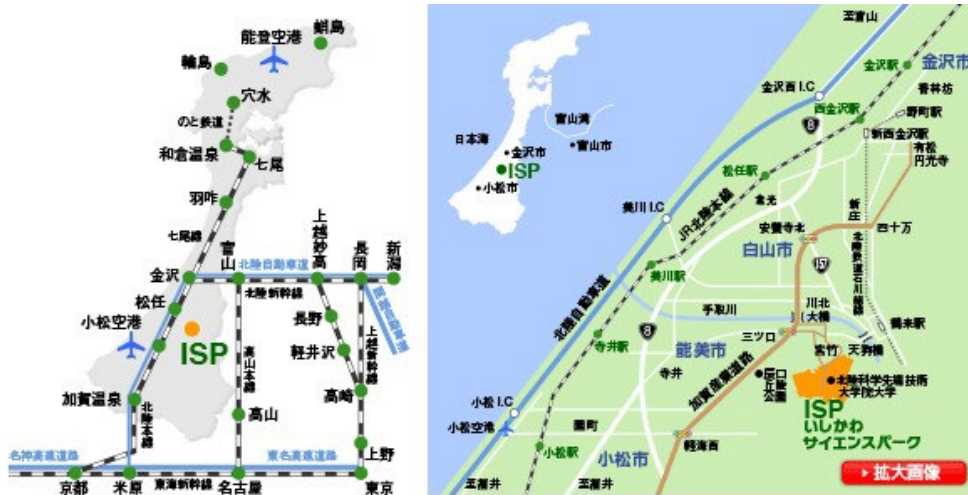 蛸島
能登空港
輪島
穴水
のと鉄道
和倉温泉
七尾
羽咋
七尾線
金沢
富山
北陸自動車道
北陸新幹線
上越妙高
長岡
新潟
松任
小松空港
ISP
長野
軽井沢
高山本線
上越新幹線
高崎
加賀温泉
北陸本線
高山
上野
名神高速道路
東名高速道路
京都
米原
東海新幹線
名古屋
東京
日本海
富山湾
富山市
金沢市
ISP
小松市
至富山
金沢駅
金沢市
金沢西I.C
香林坊
西金沢駅
野町駅
8
新西金沢駅
有松
円光寺
松任駅
倉光
美川I.C
JR北陸本線
安養寺北
新庄
四十万
白山市
157
北陸鉄道石川総線
美川駅
北陸自動車道
手取川
川北大橋
鶴来駅
8
三ツ口
寺井駅
能美市
天狗橋
宮竹
寺井
加賀産業道路
辰口丘陵公園
北陸科学先端技術
大学院大学
小松I.C
小松空港
園町
ISP
いしかわ
サイエンスパーク
軽海西
小松駅
小松市
至福井
至福井
拡大画像